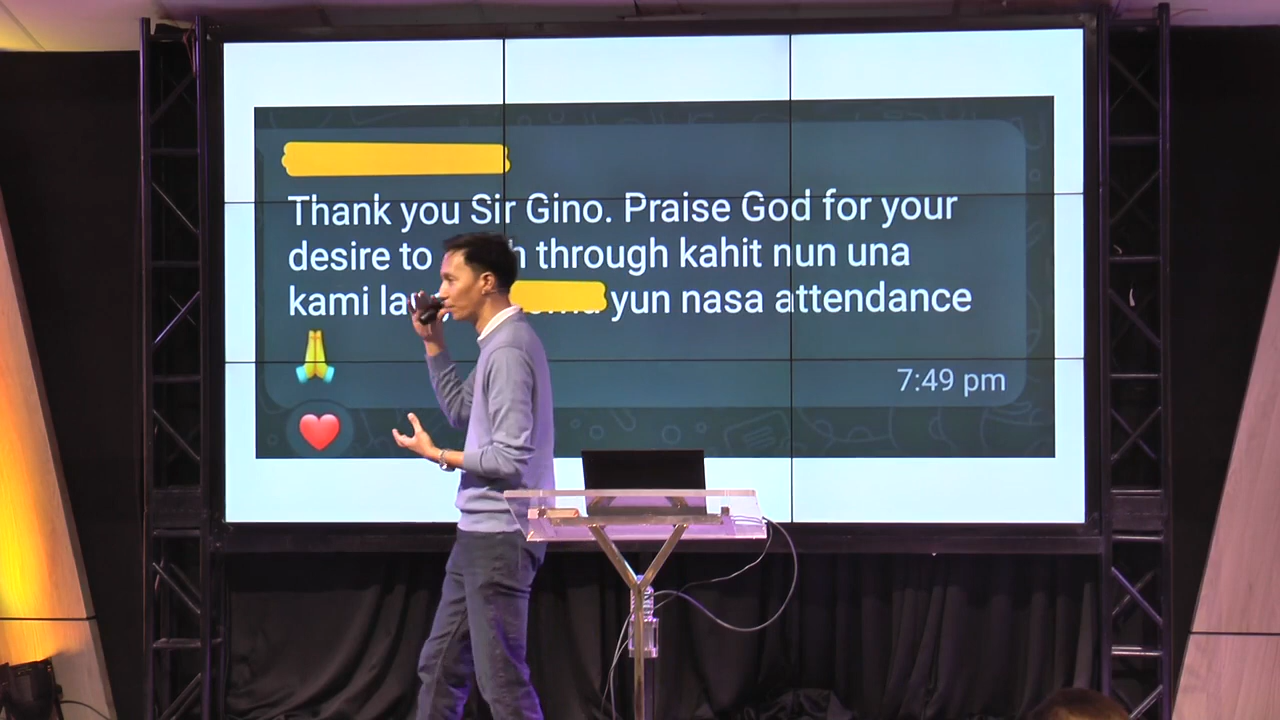 Thank you Sir Gino. Praise God for your
desire to through kahit nun una
kami yun nasa attendance
🙏
7:49 pm
❤️